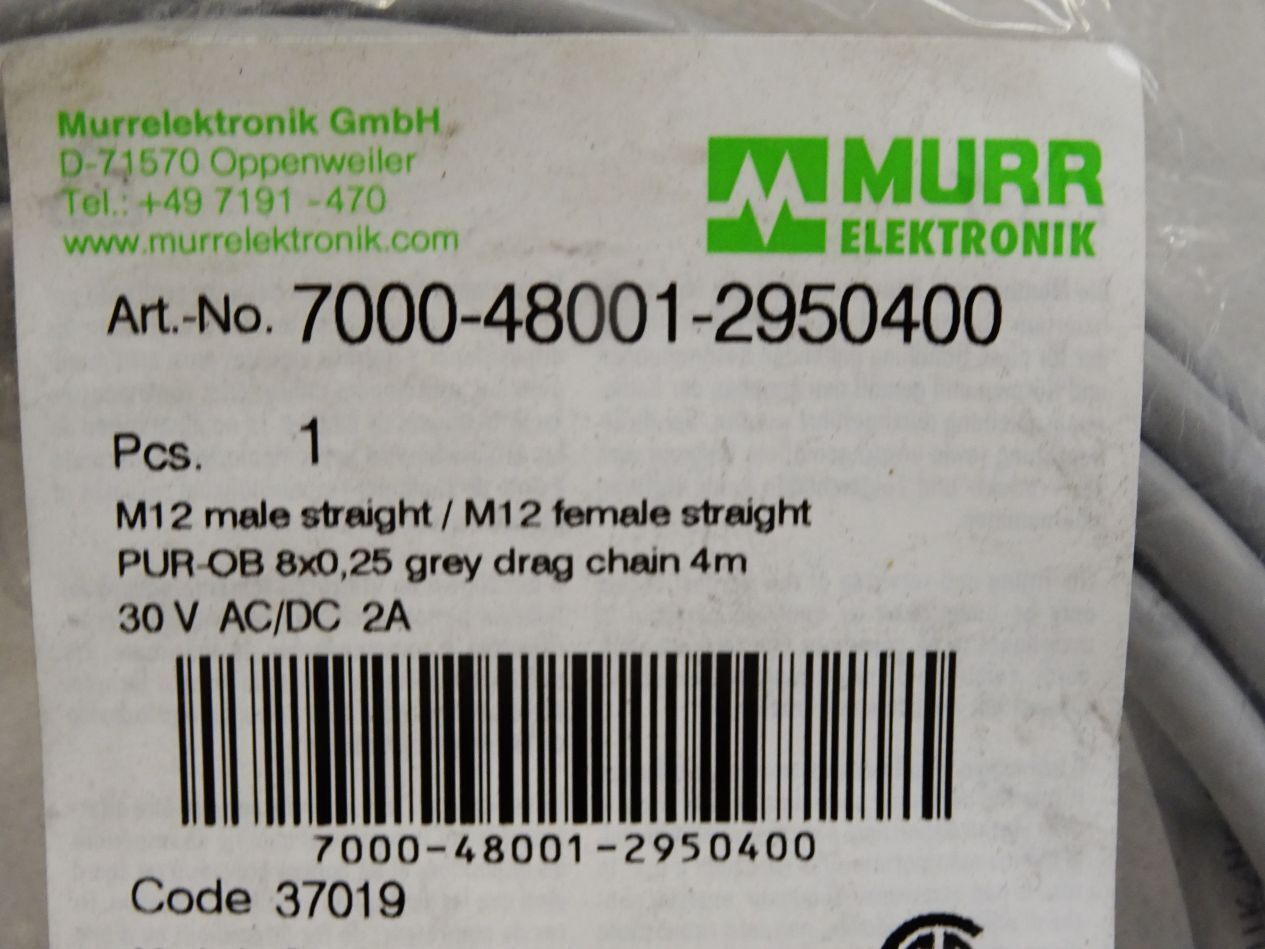 Murrelektronik GmbH
D-71570 Oppenweiler
Tel.: +49 7191 -470
www.murrelektronik.com
MURR
ELEKTRONIK
Art.-No. 7000-48001-2950400
Pcs. 1
M12 male straight / M12 female straight
PUR-OB 8x0,25 grey drag chain 4m
30 V AC/DC 2A
7000-48001-2950400
Code 37019